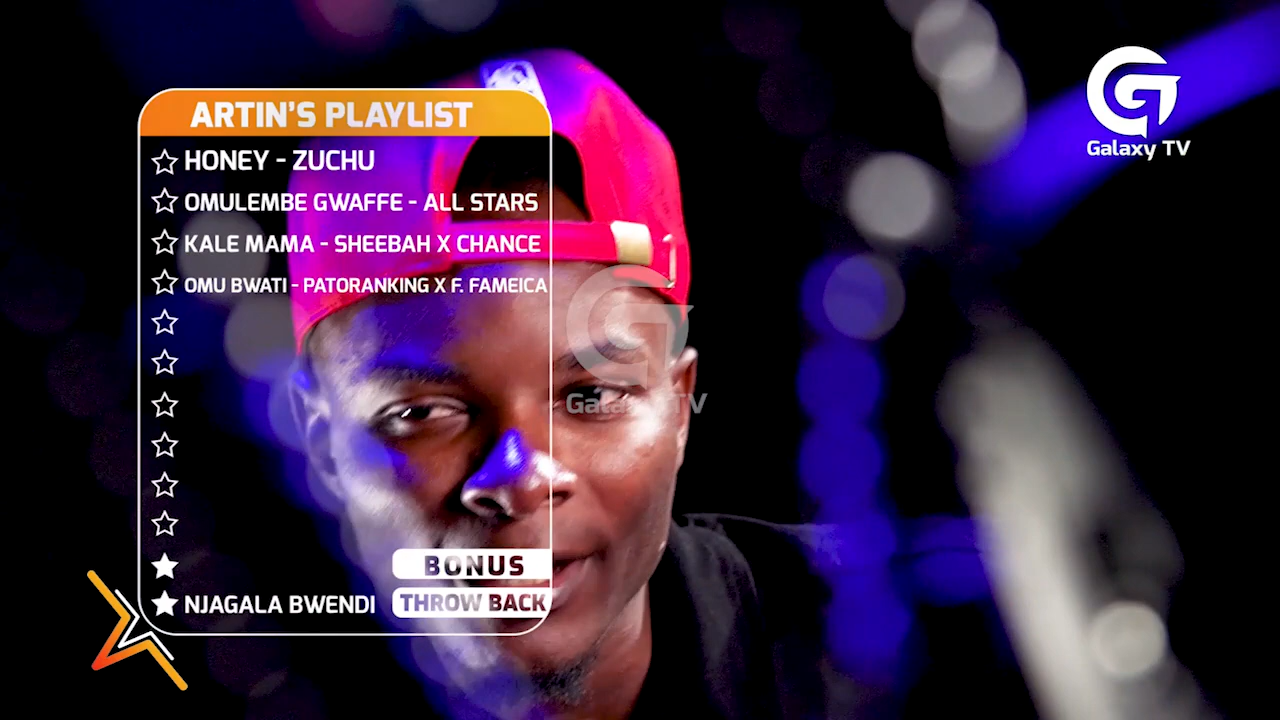 ARTIN'S PLAYLIST
HONEY - ZUCHU
OMULEMBE GWAFFE - ALL STARS
KALE MAMA - SHEEBAH X CHANCE
OMU BWATI - PATORANKING X F. FAMEICA
BONUS
NJAGALA BWENDI THROW BACK
Galaxy TV
Galaxy TV